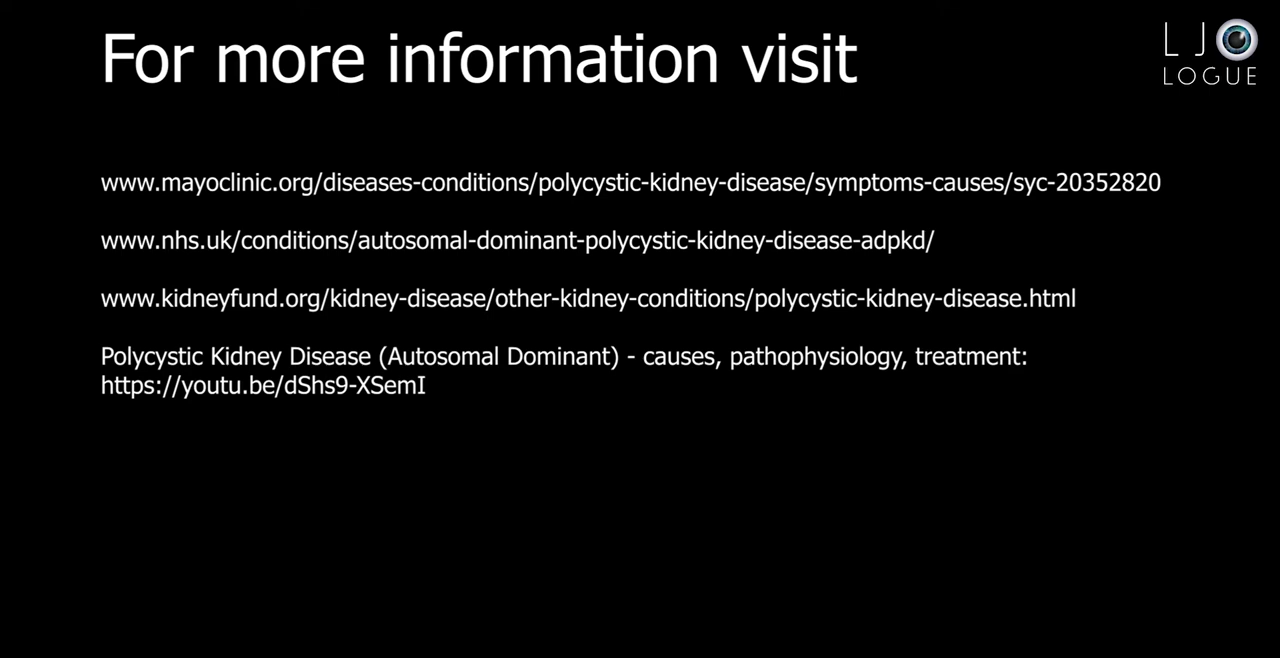 For more information visit
L J
LOGUE
www.mayoclinic.org/diseases-conditions/polycystic-kidney-disease/symptoms-causes/syc-20352820
www.nhs.uk/conditions/autosomal-dominant-polycystic-kidney-disease-adpkd/
www.kidneyfund.org/kidney-disease/other-kidney-conditions/polycystic-kidney-disease.html
Polycystic Kidney Disease (Autosomal Dominant) - causes, pathophysiology, treatment:
https://youtu.be/dShs9-XSemI